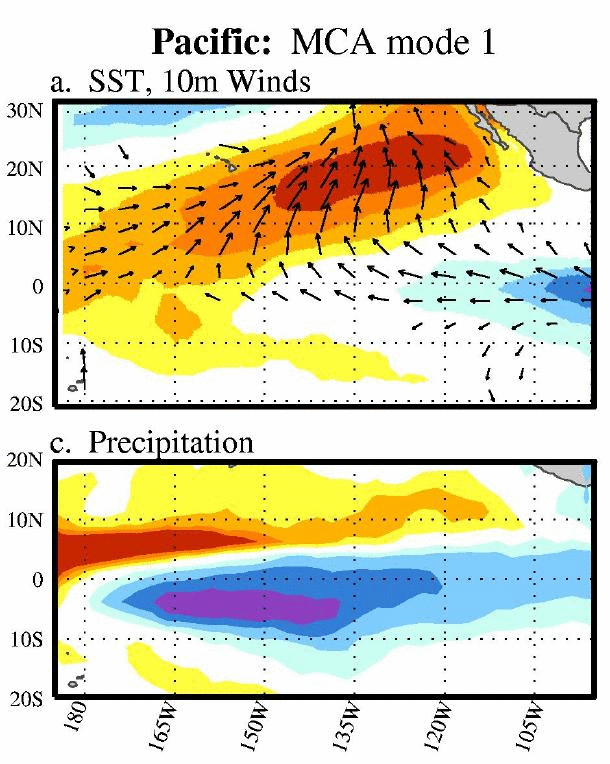 Pacific: MCA mode 1
a. SST, 10m Winds
30N
20N
10N
0
10S
20S
c. Precipitation
20N
10N
0
10S
20S
180 165W 150W 135W 120W 105W